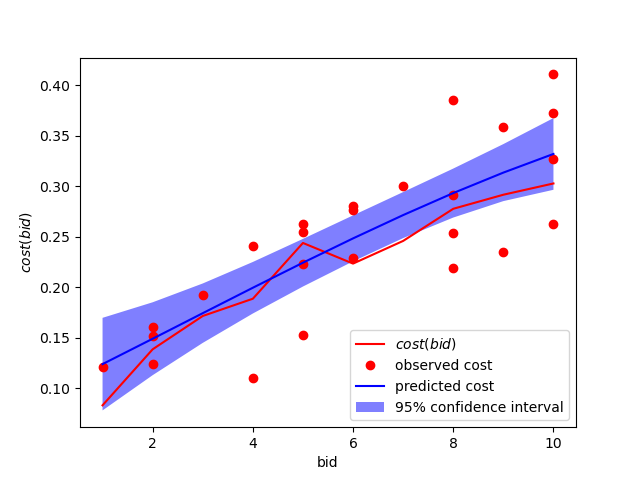 0.40
0.35
0.30
0.25
0.20
0.15
0.10
cost(bid)
2
4
6
8
10
bid
cost(bid)
observed cost
predicted cost
95% confidence interval